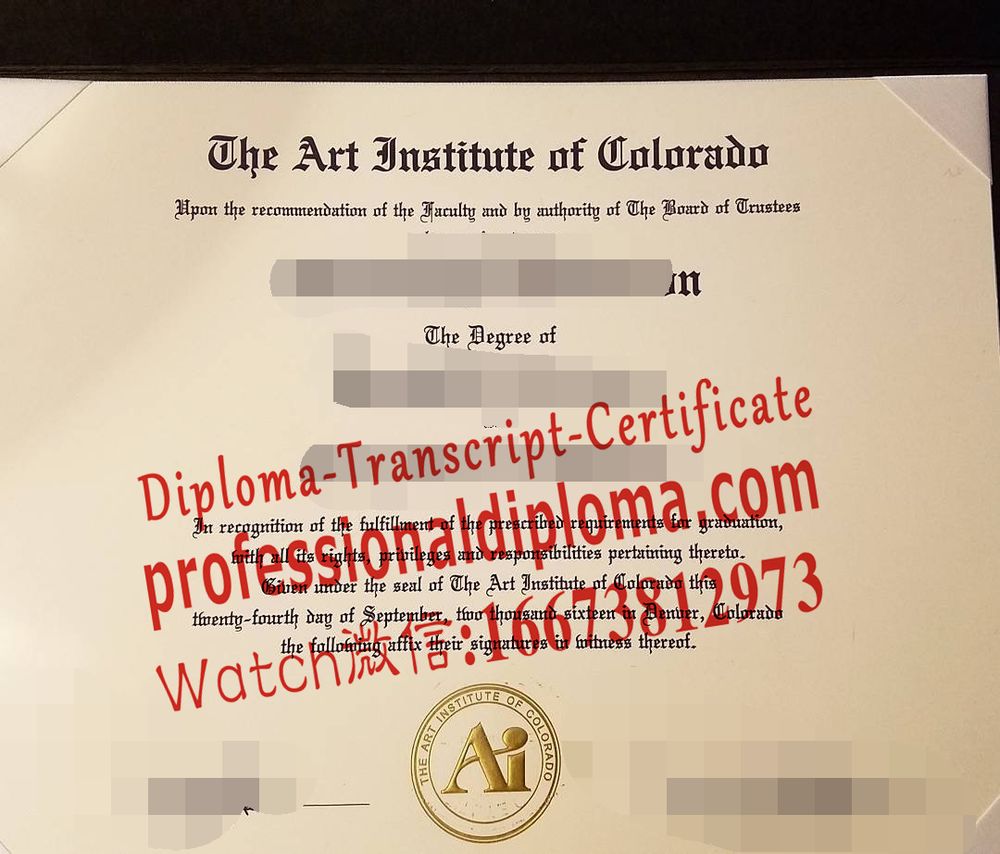 The Art Institute of Colorado
Upon the recommendation of the Faculty and by authority of The Board of Trustees
The Degree of
Diploma-Transcript-Certificate
professionaldiploma.com
In recognition of the fulfillment of the prescribed requirements for graduation,
with all its rights, privileges and responsibilities pertaining thereto.
Given under the seal of The Art Institute of Colorado this
twenty-fourth day of September, two thousand sixteen in Denver, Colorado
the following affix their signatures in witness thereof.
Watch微信:16673812973
THE ART INSTITUTE OF COLORADO
Ai